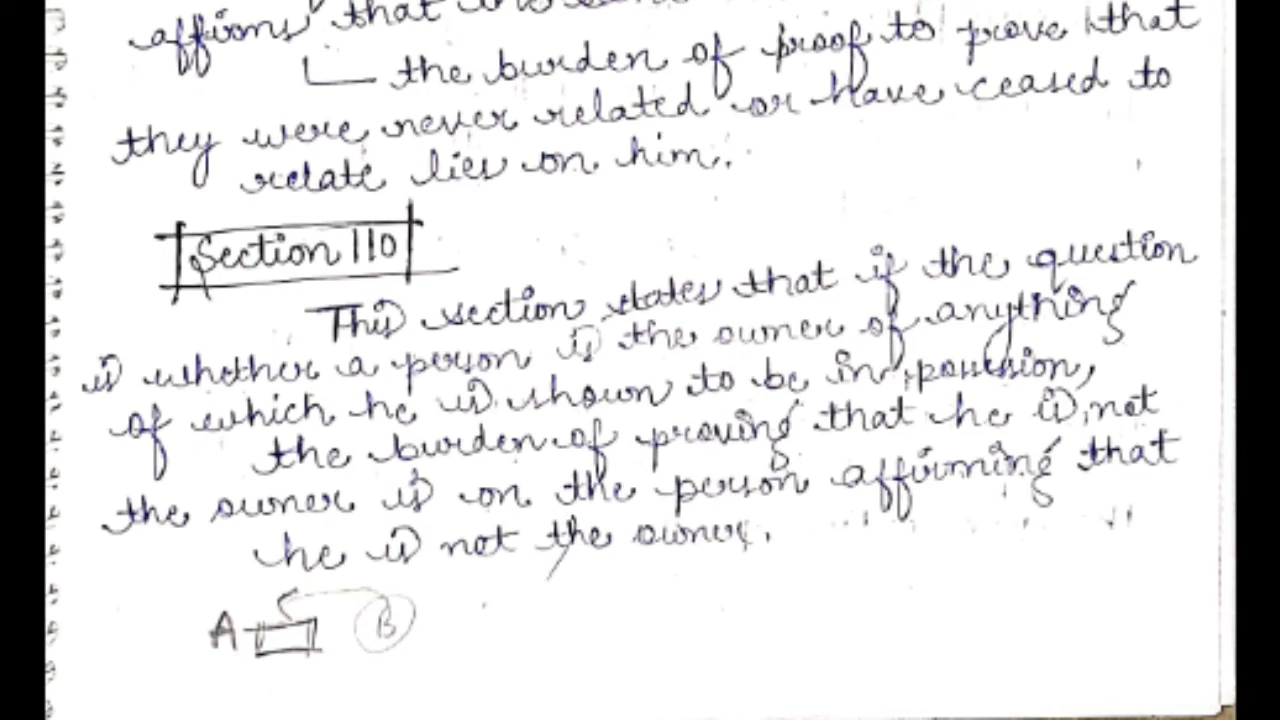 affirms that
the burden of proof to prove that
they were never related or have ceased to
relate lies on him.
Section 110
This section states that if the question
is whether a person is the owner of anything
of which he is shown to be in possession,
the burden of proving that he is not
the owner is on the person affirming that
he is not the owner.
A B